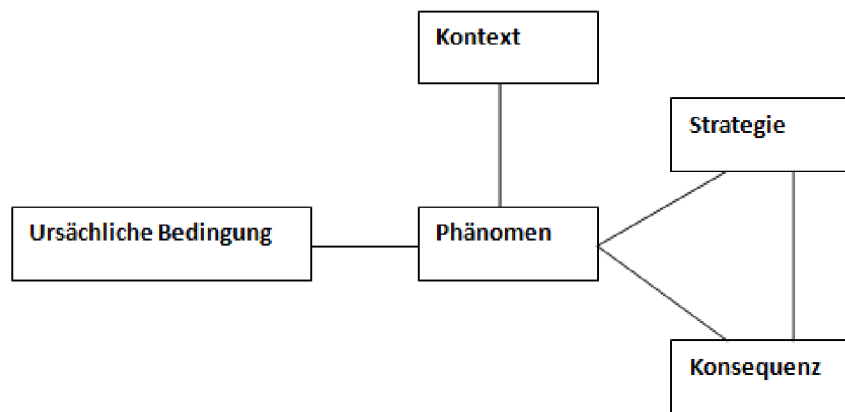 Kontext
Strategie
Ursächliche Bedingung
Phänomen
Konsequenz